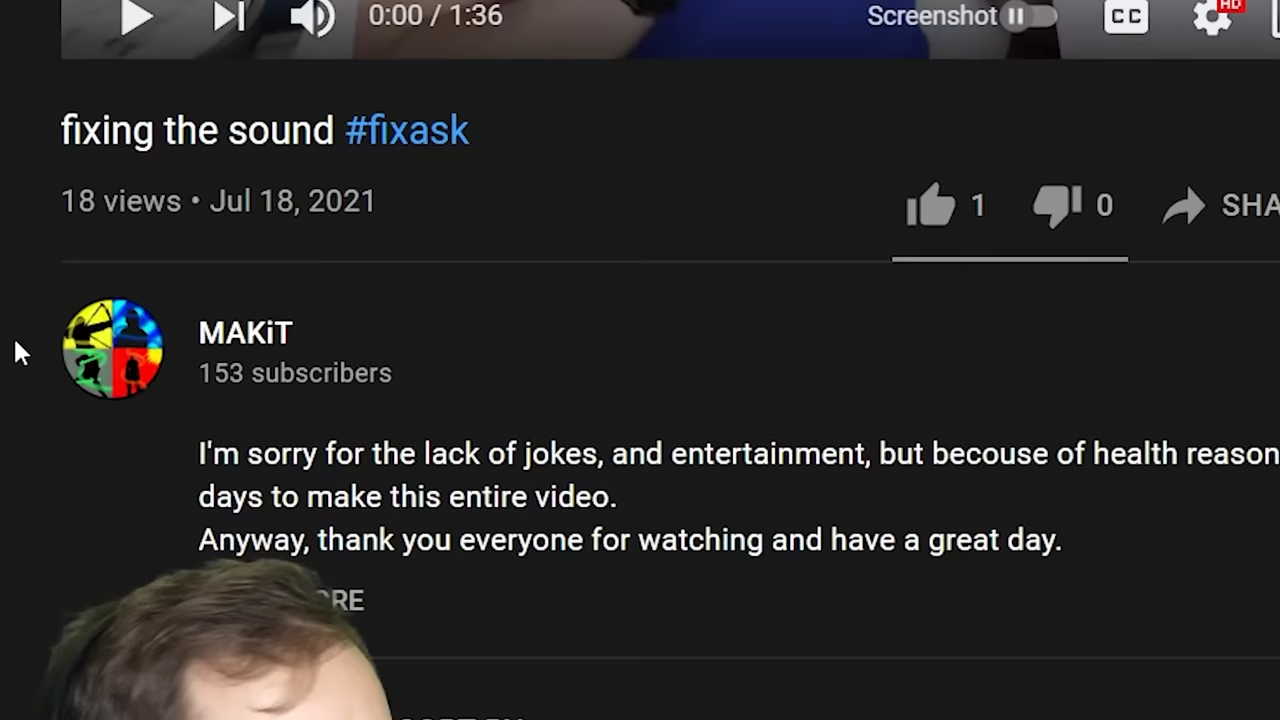 0:00 / 1:36 Screenshot CC HD
fixing the sound #fixask
18 views • Jul 18, 2021 1 0 SHA
MAKiT
153 subscribers
I'm sorry for the lack of jokes, and entertainment, but becouse of health reason
days to make this entire video.
Anyway, thank you everyone for watching and have a great day.
ORE